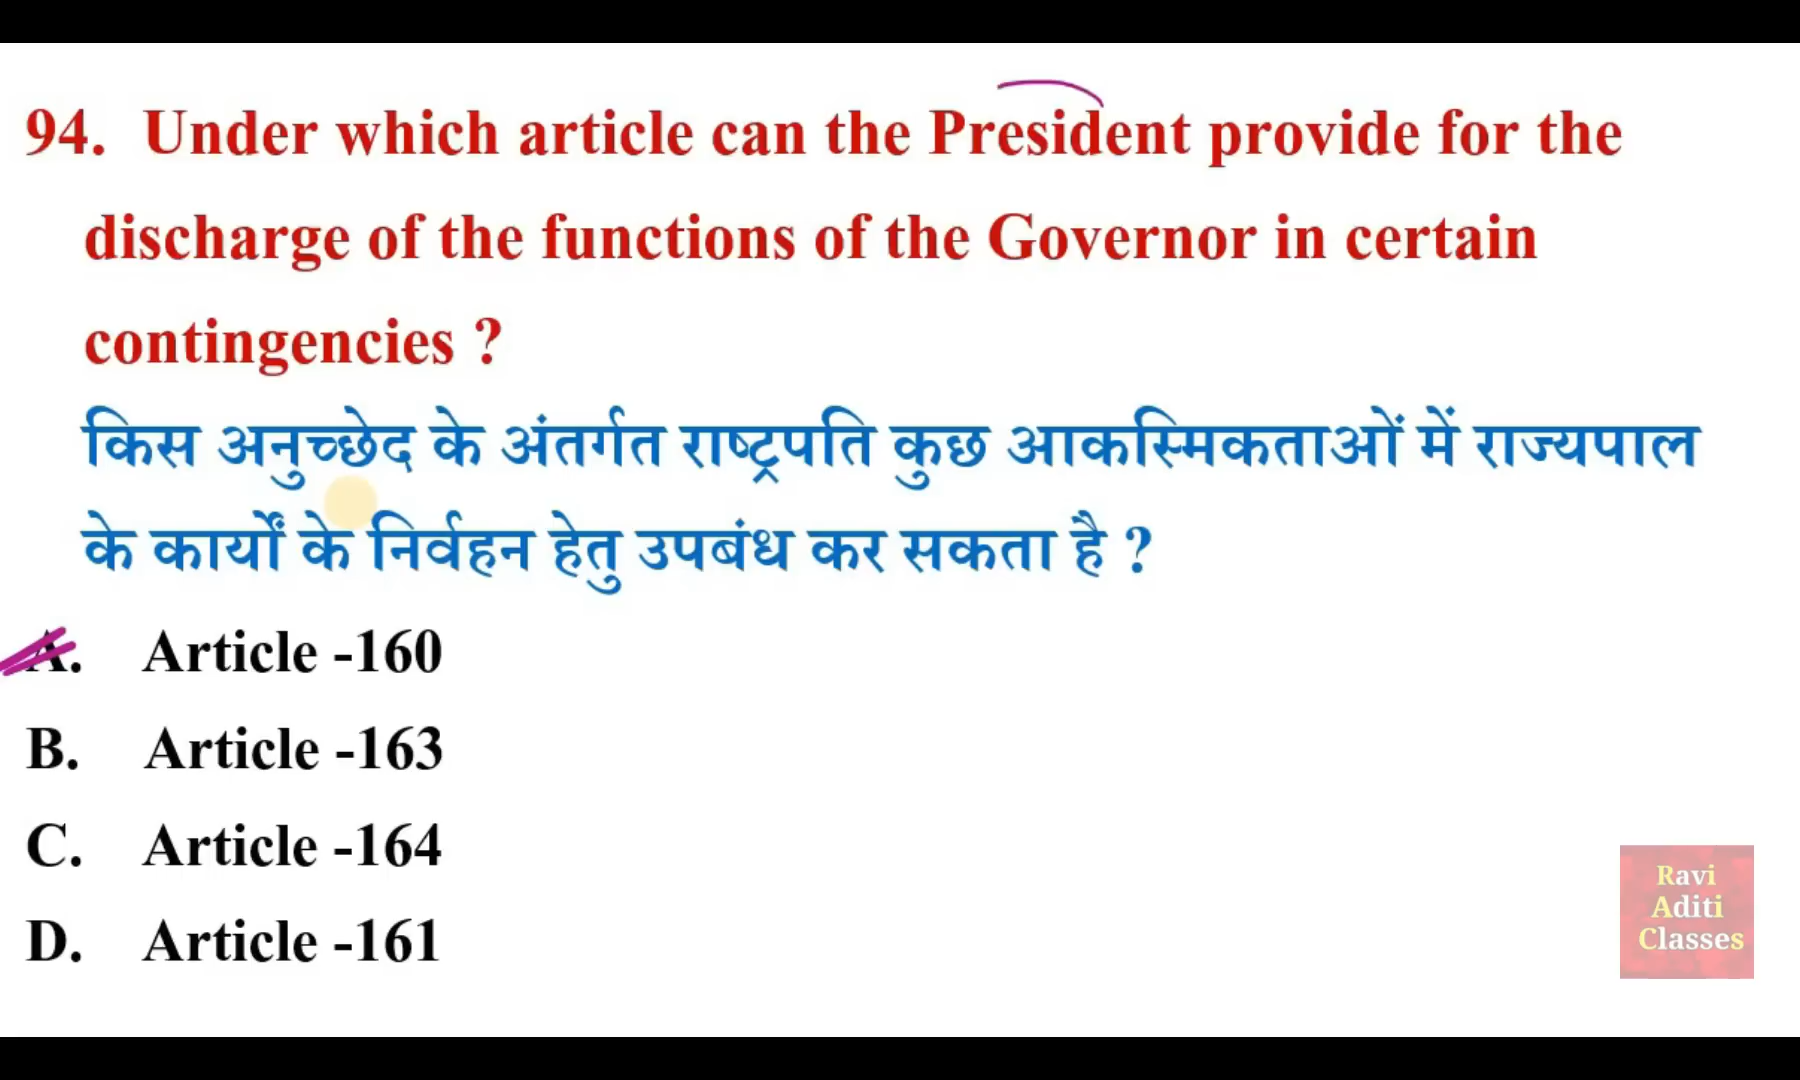 94. Under which article can the President provide for the
discharge of the functions of the Governor in certain
contingencies ?
किस अनुच्छेद के अंतर्गत राष्ट्रपति कुछ आकस्मिकताओं में राज्यपाल
के कार्यों के निर्वहन हेतु उपबंध कर सकता है ?
A. Article -160
B. Article -163
C. Article -164
D. Article -161
Ravi
Aditi
Classes